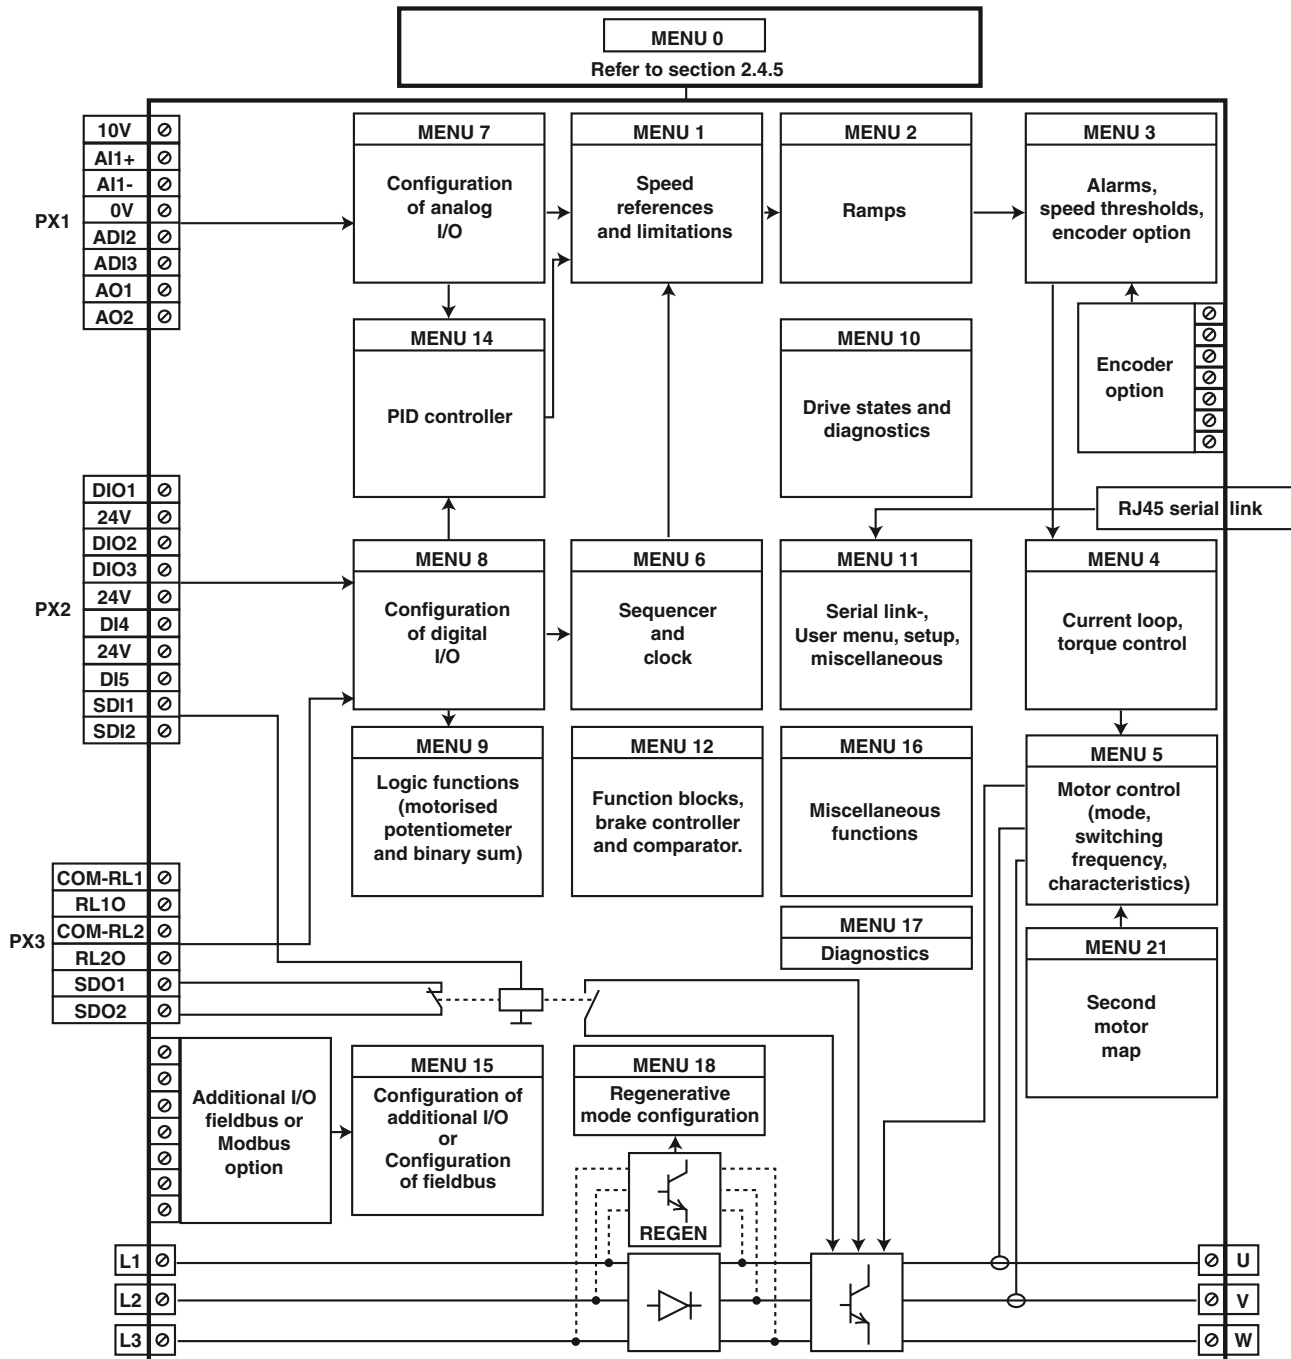 MENU 0
Refer to section 2.4.5
PX1
10V
AI1+
AI1-
0V
ADI2
ADI3
AO1
AO2
MENU 7
Configuration
of analog
I/O
MENU 1
Speed
references
and limitations
MENU 2
Ramps
MENU 3
Alarms,
speed thresholds,
encoder option
MENU 14
PID controller
MENU 10
Drive states and
diagnostics
Encoder
option
RJ45 serial link
PX2
DIO1
24V
DIO2
DIO3
24V
DI4
24V
DI5
SDI1
SDI2
MENU 8
Configuration
of digital
I/O
MENU 6
Sequencer
and
clock
MENU 11
Serial link-,
User menu, setup,
miscellaneous
MENU 4
Current loop,
torque control
MENU 9
Logic functions
(motorised
potentiometer
and binary sum)
MENU 12
Function blocks,
brake controller
and comparator.
MENU 16
Miscellaneous
functions
MENU 5
Motor control
(mode,
switching
frequency,
characteristics)
PX3
COM-RL1
RL1O
COM-RL2
RL2O
SDO1
SDO2
MENU 17
Diagnostics
MENU 21
Second
motor
map
Additional I/O
fieldbus or
Modbus
option
MENU 15
Configuration of
additional I/O
or
Configuration
of fieldbus
MENU 18
Regenerative
mode configuration
REGEN
L1
L2
L3
U
V
W